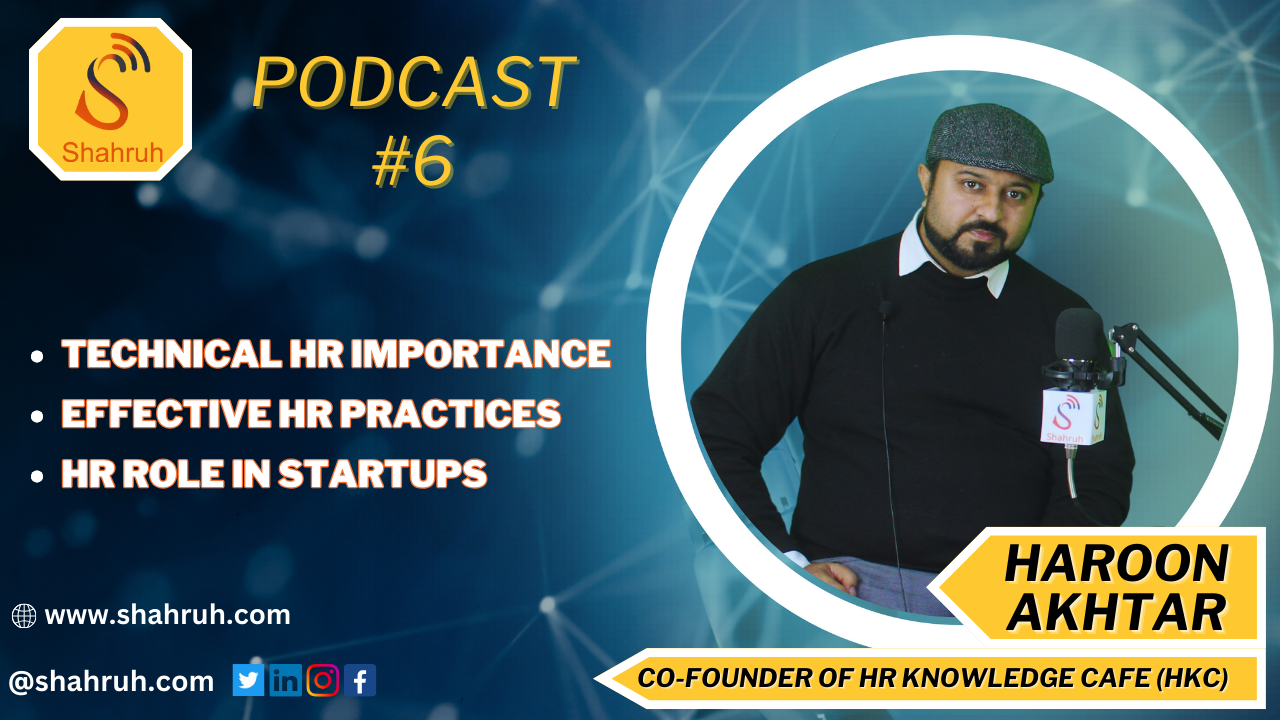 Shahruh
PODCAST
#6
TECHNICAL HR IMPORTANCE
EFFECTIVE HR PRACTICES
HR ROLE IN STARTUPS
Shahruh
HAROON
AKHTAR
CO-FOUNDER OF HR KNOWLEDGE CAFE (HKC)
www.shahruh.com
@shahruh.com